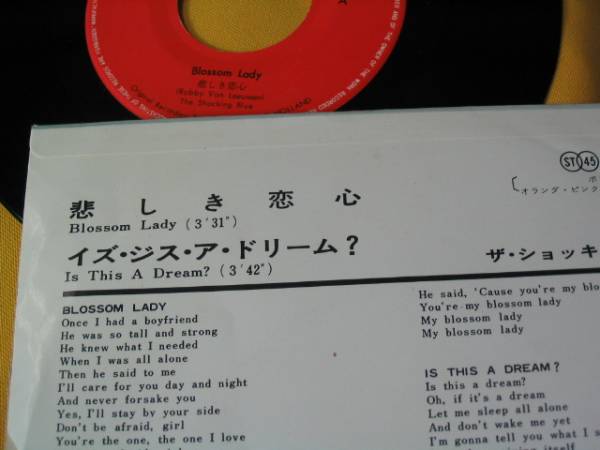 A
Blossom Lady
悲しき恋心
(Robby Van Leeuwen)
The Shocking Blue
HOLLAND
ST 45
悲しき恋心
Blossom Lady (3'31")
オランダ・ピンク
イズ・ジス・ア・ドリーム?
Is This A Dream? (3'42")
ザ・ショッキ
BLOSSOM LADY
Once I had a boyfriend
He was so tall and strong
He knew what I needed
When I was all alone
Then he said to me
I'll care for you day and night
And never forsake you
Yes, I'll stay by your side
Don't be afraid, girl
You're the one, the one I love
He said, 'Cause you're my blo
You're my blossom lady
My blossom lady
My blossom lady
IS THIS A DREAM?
Is this a dream?
Oh, if it's a dream
Let me sleep all alone
And don't wake me yet
I'm gonna tell you what I s